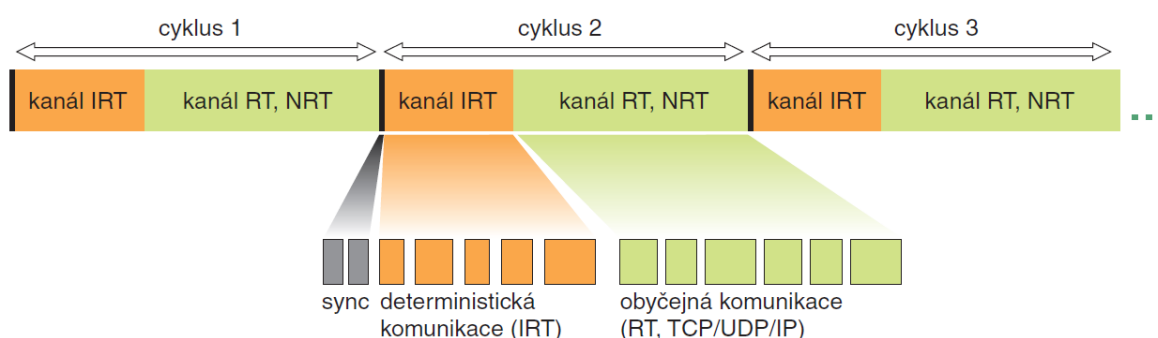 cyklus 1 cyklus 2 cyklus 3
kanál IRT kanál RT, NRT kanál IRT kanál RT, NRT kanál IRT kanál RT, NRT
sync deterministická komunikace (IRT)
obyčejná komunikace
(RT, TCP/UDP/IP)